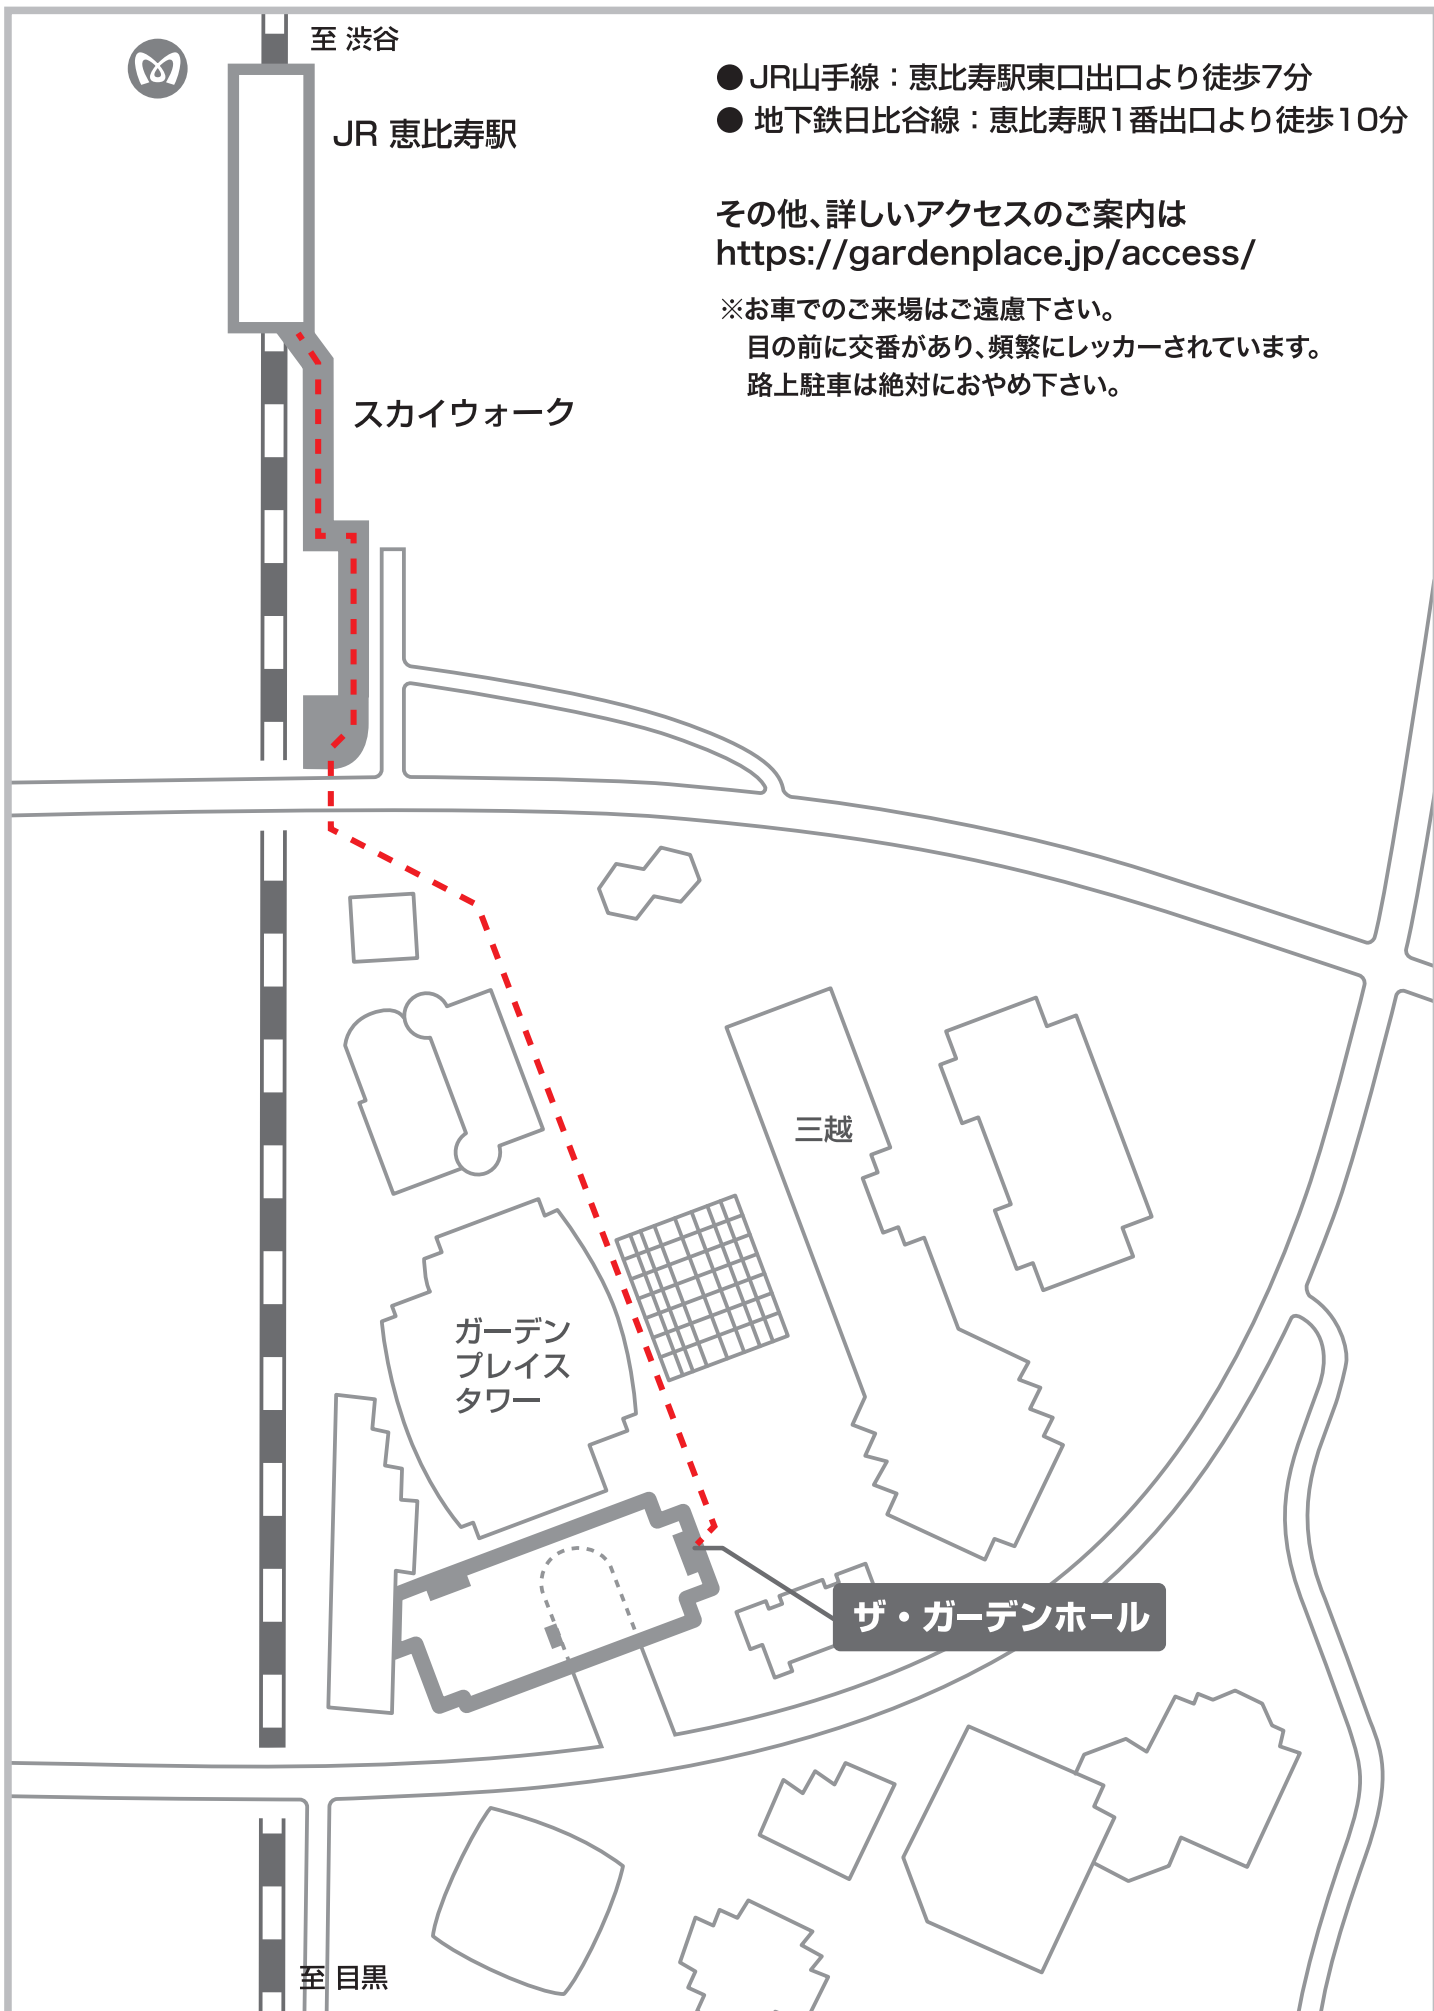 至 渋谷
● JR山手線：恵比寿駅東口出口より徒歩7分
● 地下鉄日比谷線：恵比寿駅1番出口より徒歩10分
JR 恵比寿駅
その他、詳しいアクセスのご案内は
https://gardenplace.jp/access/
※お車でのご来場はご遠慮下さい。
目の前に交番があり、頻繁にレッカーされています。
路上駐車は絶対におやめ下さい。
スカイウォーク
三越
ガーデン
プレイス
タワー
ザ・ガーデンホール
至 目黒